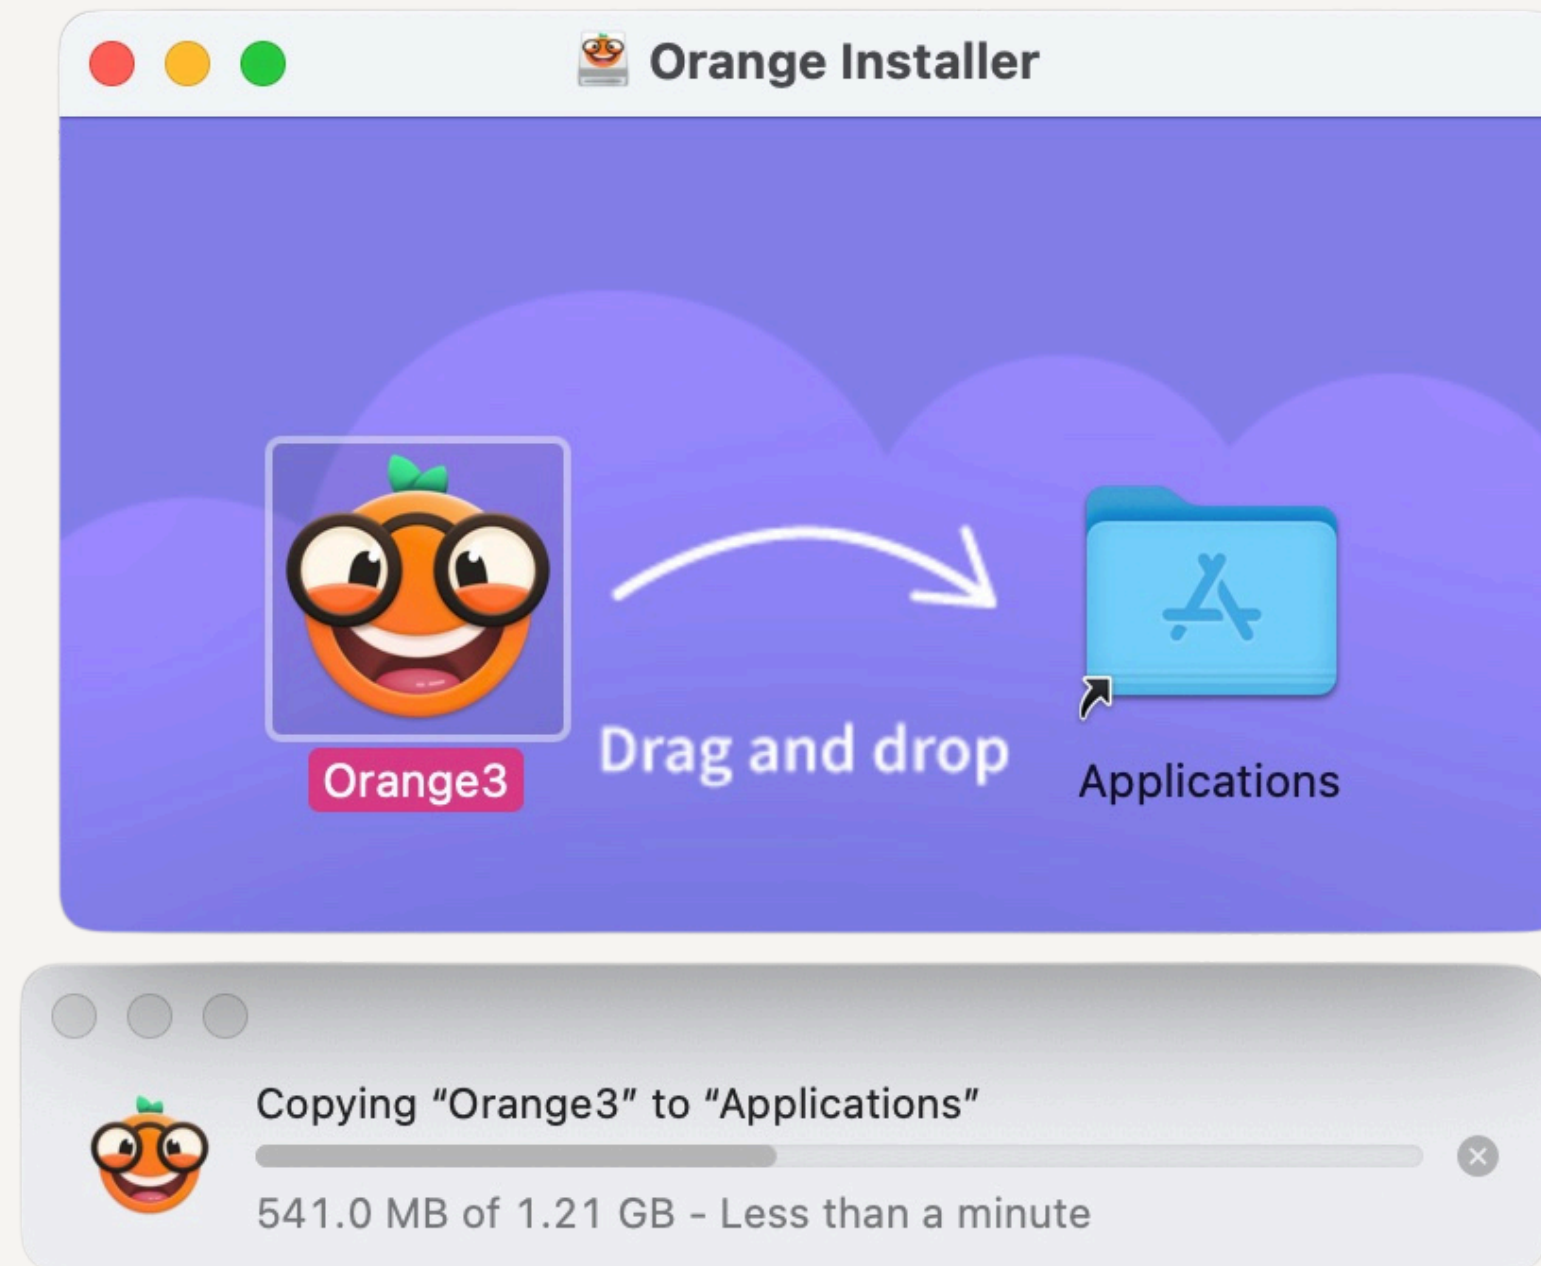 Orange Installer
Drag and drop
Orange3
Applications
Copying “Orange3” to “Applications”
541.0 MB of 1.21 GB – Less than a minute